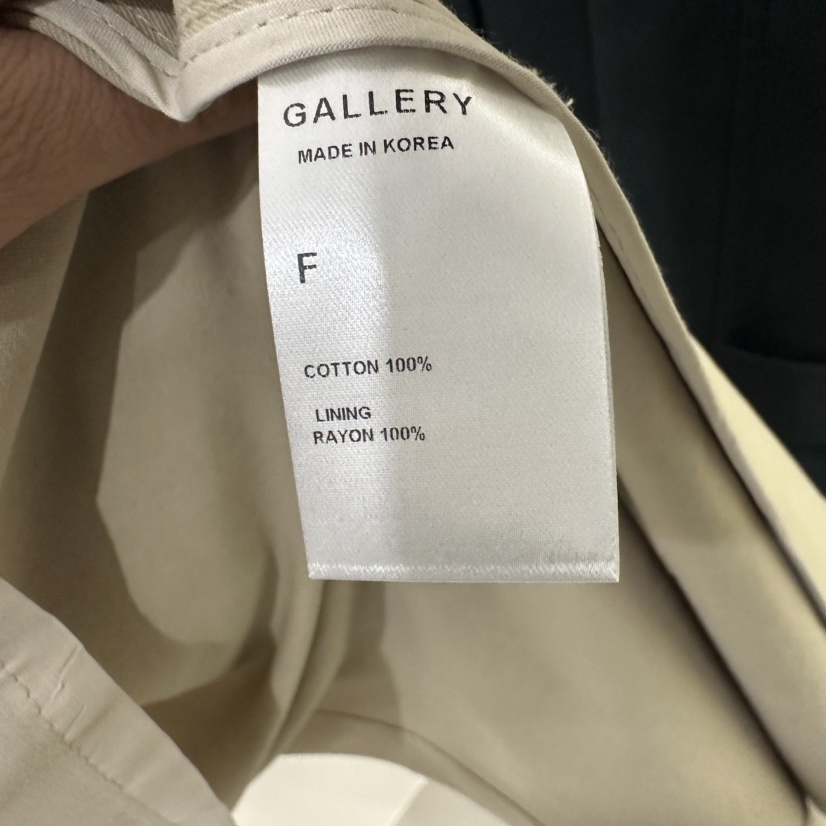 GALLERY
MADE IN KOREA
F
COTTON 100%
LINING
RAYON 100%